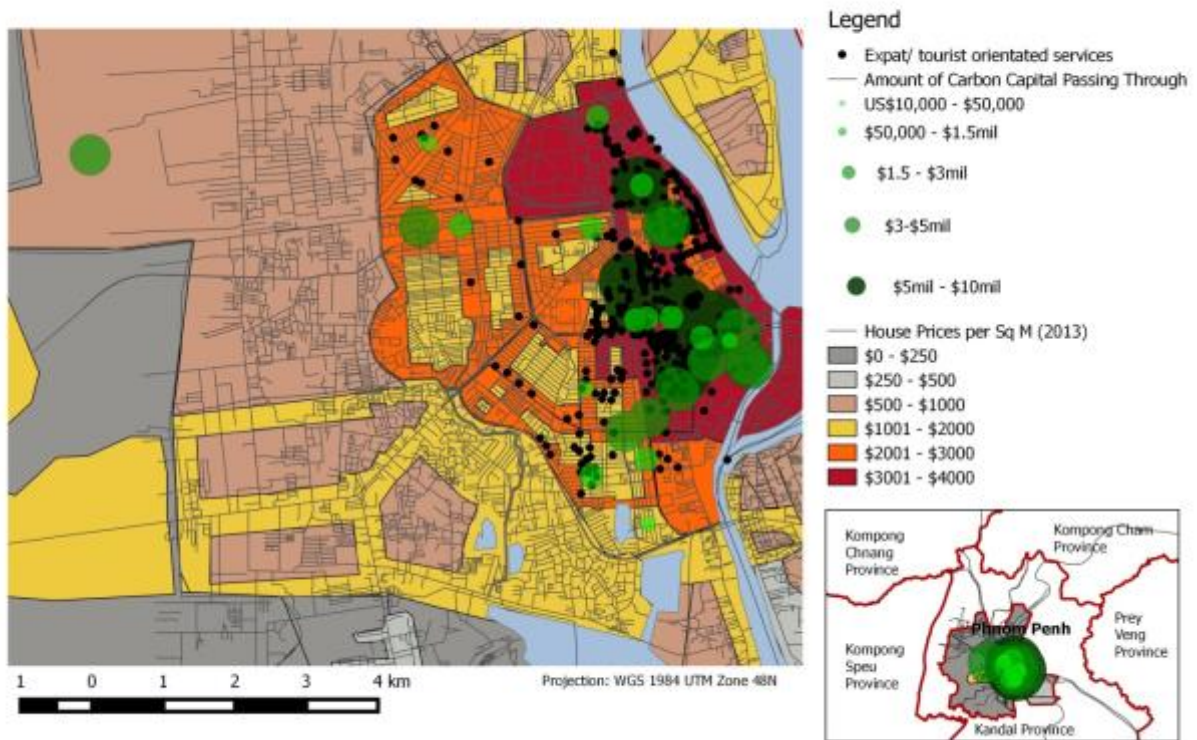 Legend
Expat/ tourist orientated services
Amount of Carbon Capital Passing Through
US$10,000 - $50,000
$50,000 - $1.5mil
$1.5 - $3mil
$3-$5mil
$5mil - $10mil
House Prices per Sq M (2013)
$0 - $250
$250 - $500
$500 - $1000
$1001 - $2000
$2001 - $3000
$3001 - $4000
1 0 1 2 3 4 km
Projection: WGS 1984 UTM Zone 48N
Kompong
Chnang
Province
Kompong Cham
Province
Phnom Penh
Prey
Veng
Province
Kompong
Speu
Province
Kandal Province